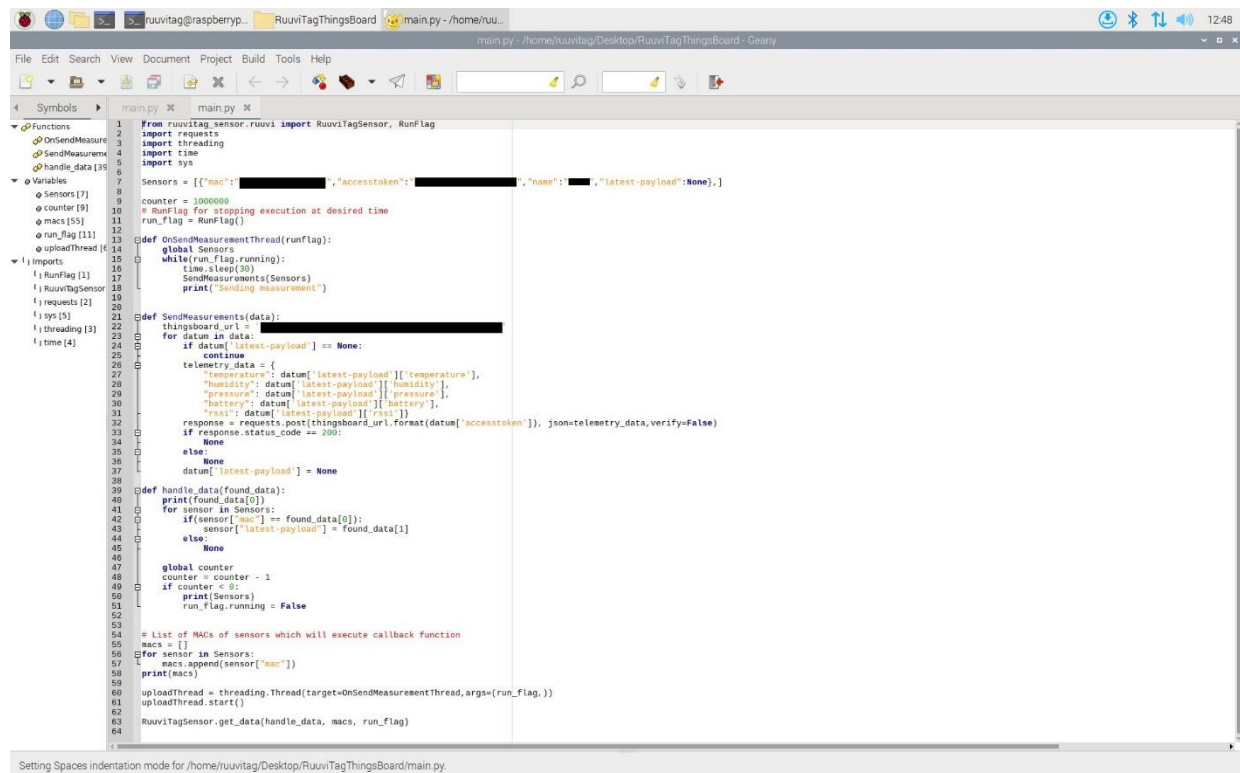 ruuvitag@raspberryp... RuuviTagThingsBoard main.py - /home/ruu... 12:48
main.py - /home/ruuvitag/Desktop/RuuviTagThingsBoard - Geany
File Edit Search View Document Project Build Tools Help
Symbols main.py main.py
Functions
OnSendMeasure
SendMeasureme
handle_data [39
Variables
Sensors [7]
counter [9]
macs [55]
run_flag [11]
uploadThread [6
Imports
RunFlag [1]
RuuviTagSensor
requests [2]
sys [5]
threading [3]
time [4]
1 from ruuvitag_sensor.ruuvi import RuuviTagSensor, RunFlag
2 import requests
3 import threading
4 import time
5 import sys
6
7 Sensors = [{"mac":" ","accesstoken":" ","name":" ","latest-payload":None},]
8
9 counter = 1000000
10 # RunFlag for stopping execution at desired time
11 run_flag = RunFlag()
12
13 def OnSendMeasurementThread(runflag):
14 global Sensors
15 while(run_flag.running):
16 time.sleep(30)
17 SendMeasurements(Sensors)
18 print("Sending measurement")
19
20
21 def SendMeasurements(data):
22 thingsboard_url = ' '
23 for datum in data:
24 if datum['latest-payload'] == None:
25 continue
26 telemetry_data = {
27 "temperature": datum['latest-payload']['temperature'],
28 "humidity": datum['latest-payload']['humidity'],
29 "pressure": datum['latest-payload']['pressure'],
30 "battery": datum['latest-payload']['battery'],
31 "rssi": datum['latest-payload']['rssi']}
32 response = requests.post(thingsboard_url.format(datum['accesstoken']), json=telemetry_data,verify=False)
33 if response.status_code == 200:
34 None
35 else:
36 None
37 datum['latest-payload'] = None
38
39 def handle_data(found_data):
40 print(found_data[0])
41 for sensor in Sensors:
42 if(sensor["mac"] == found_data[0]):
43 sensor["latest-payload"] = found_data[1]
44 else:
45 None
46
47 global counter
48 counter = counter - 1
49 if counter < 0:
50 print(Sensors)
51 run_flag.running = False
52
53
54 # List of MACs of sensors which will execute callback function
55 macs = []
56 for sensor in Sensors:
57 macs.append(sensor["mac"])
58 print(macs)
59
60 uploadThread = threading.Thread(target=OnSendMeasurementThread,args=(run_flag,))
61 uploadThread.start()
62
63 RuuviTagSensor.get_data(handle_data, macs, run_flag)
64
Setting Spaces indentation mode for /home/ruuvitag/Desktop/RuuviTagThingsBoard/main.py.